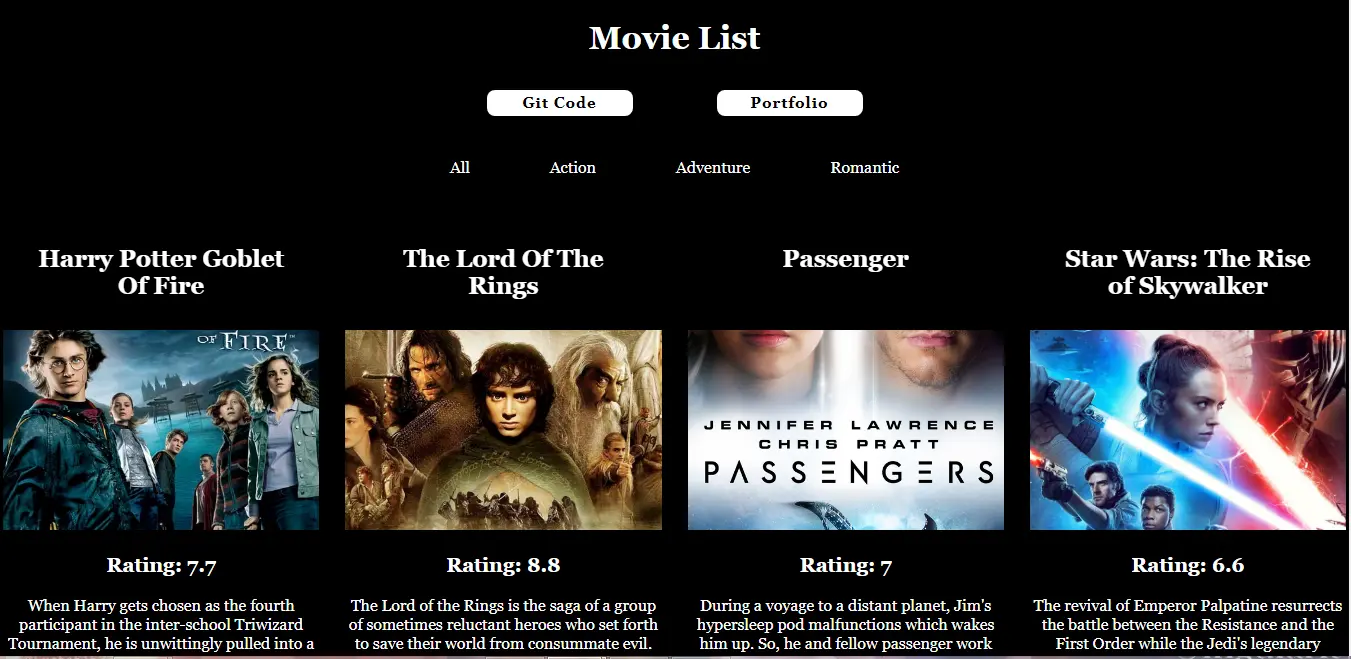 Movie List
Git Code
Portfolio
All
Action
Adventure
Romantic
Harry Potter Goblet
Of Fire
OF FIRE™
Rating: 7.7
When Harry gets chosen as the fourth
participant in the inter-school Triwizard
Tournament, he is unwittingly pulled into a
The Lord Of The
Rings
Rating: 8.8
The Lord of the Rings is the saga of a group
of sometimes reluctant heroes who set forth
to save their world from consummate evil.
Passenger
JENNIFER LAWRENCE
CHRIS PRATT
PASSENGERS
Rating: 7
During a voyage to a distant planet, Jim's
hypersleep pod malfunctions which wakes
him up. So, he and fellow passenger work
Star Wars: The Rise
of Skywalker
Rating: 6.6
The revival of Emperor Palpatine resurrects
the battle between the Resistance and the
First Order while the Jedi's legendary